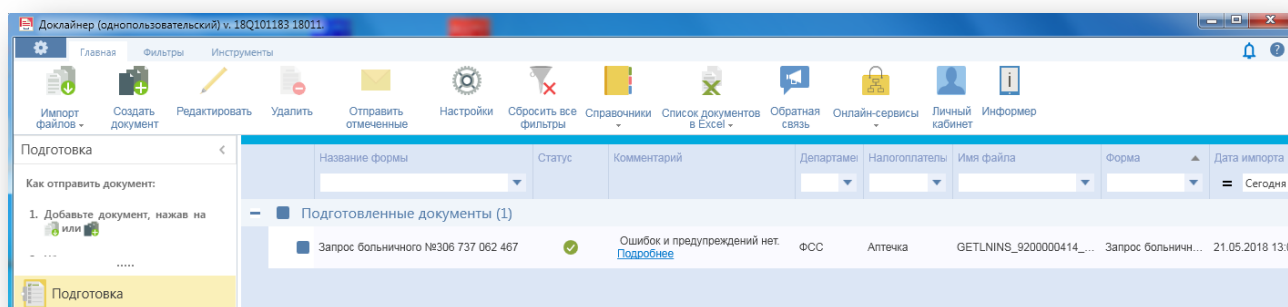 Доклайнер (однопользовательский) v. 18Q101183 18011.
Главная Фильтры Инструменты
Импорт файлов Создать документ Редактировать Удалить Отправить отмеченные Настройки Сбросить все фильтры Справочники Список документов в Excel Обратная связь Онлайн-сервисы Личный кабинет Информер
Подготовка
Название формы Статус Комментарий Департамен Налогоплатель Имя файла Форма Дата импорта
Как отправить документ:
= Сегодня
1. Добавьте документ, нажав на
или
Подготовленные документы (1)
Запрос больничного №306 737 062 467 Ошибок и предупреждений нет. ФСС Аптечка GETLNINS_9200000414_... Запрос больничн... 21.05.2018 13:
Подробнее
.....
Подготовка